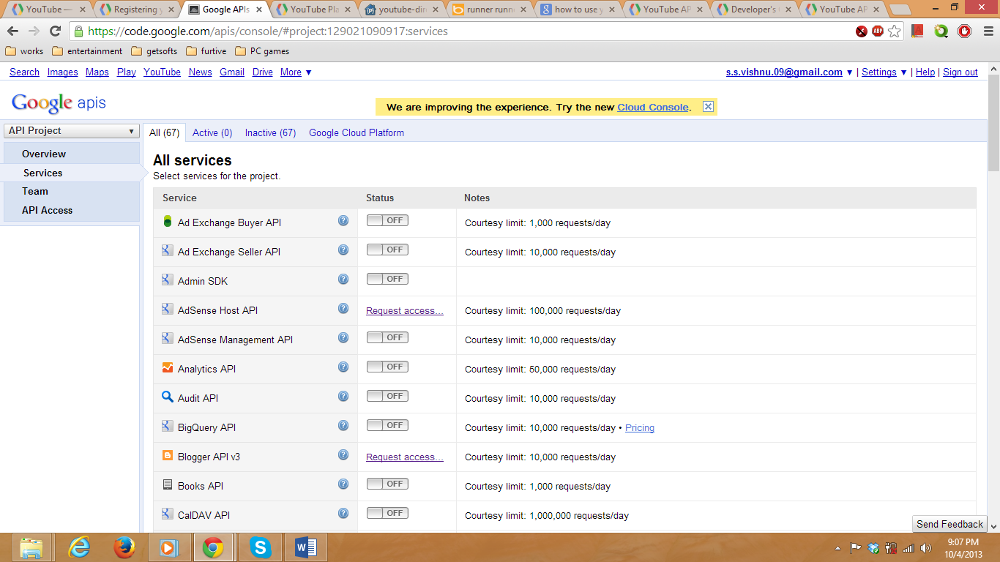 YouTube —
Registering y
Google APIs
YouTube Pla
youtube-dire
runner runn
how to use y
YouTube AP
Developer's G
YouTube AP
https://code.google.com/apis/console/#project:129021090917:services
ABP
works entertainment getsofts furtive PC games
Search Images Maps Play YouTube News Gmail Drive More ▼
s.s.vishnu.09@gmail.com ▼ | Settings ▼ | Help | Sign out
Google apis
We are improving the experience. Try the new Cloud Console.
API Project ▼
Overview
Services
Team
API Access
All (67) Active (0) Inactive (67) Google Cloud Platform
All services
Select services for the project.
Service Status Notes
Ad Exchange Buyer API ? OFF Courtesy limit: 1,000 requests/day
Ad Exchange Seller API ? OFF Courtesy limit: 10,000 requests/day
Admin SDK ? OFF
AdSense Host API ? Request access... Courtesy limit: 100,000 requests/day
AdSense Management API ? OFF Courtesy limit: 10,000 requests/day
Analytics API ? OFF Courtesy limit: 50,000 requests/day
Audit API ? OFF Courtesy limit: 10,000 requests/day
BigQuery API ? OFF Courtesy limit: 10,000 requests/day • Pricing
Blogger API v3 ? Request access... Courtesy limit: 10,000 requests/day
Books API ? OFF Courtesy limit: 1,000 requests/day
CalDAV API ? OFF Courtesy limit: 1,000,000 requests/day
Send Feedback
9:07 PM
10/4/2013